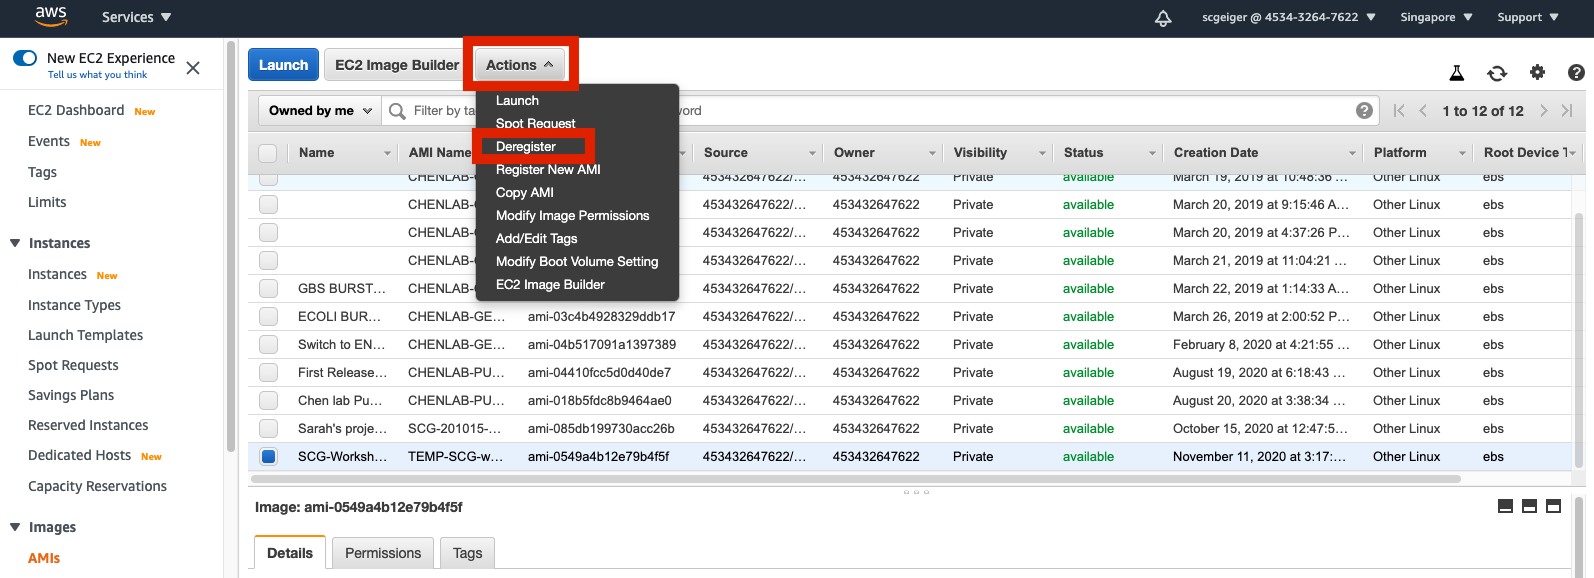 aws Services scgeiger @ 4534-3264-7622 Singapore Support
New EC2 Experience
Tell us what you think
EC2 Dashboard New
Events New
Tags
Limits
Instances
Instances New
Instance Types
Launch Templates
Spot Requests
Savings Plans
Reserved Instances
Dedicated Hosts New
Capacity Reservations
Images
AMIs
Launch EC2 Image Builder Actions
Launch
Spot Request
Deregister
Register New AMI
Copy AMI
Modify Image Permissions
Add/Edit Tags
Modify Boot Volume Setting
EC2 Image Builder
Owned by me Filter by ta ord 1 to 12 of 12
Name AMI Name Source Owner Visibility Status Creation Date Platform Root Device T
CHENLAB- 453432647622/... 453432647622 Private available March 19, 2019 at 10:48:36 ... Other Linux ebs
CHENLAB- 453432647622/... 453432647622 Private available March 20, 2019 at 9:15:46 A... Other Linux ebs
CHENLAB- 453432647622/... 453432647622 Private available March 20, 2019 at 4:37:26 P... Other Linux ebs
CHENLAB- 453432647622/... 453432647622 Private available March 21, 2019 at 11:04:21 ... Other Linux ebs
GBS BURST... CHENLAB- 453432647622/... 453432647622 Private available March 22, 2019 at 1:14:33 A... Other Linux ebs
ECOLI BUR... CHENLAB-GE... ami-03c4b4928329ddb17 453432647622/... 453432647622 Private available March 26, 2019 at 2:00:52 P... Other Linux ebs
Switch to EN... CHENLAB-GE... ami-04b517091a1397389 453432647622/... 453432647622 Private available February 8, 2020 at 4:21:55 ... Other Linux ebs
First Release... CHENLAB-PU... ami-04410fcc5d0d40de7 453432647622/... 453432647622 Private available August 19, 2020 at 6:18:43 ... Other Linux ebs
Chen lab Pu... CHENLAB-PU... ami-018b5fdc8b9464ae0 453432647622/... 453432647622 Private available August 20, 2020 at 3:38:34 ... Other Linux ebs
Sarah's proje... SCG-201015-... ami-085db199730acc26b 453432647622/... 453432647622 Private available October 15, 2020 at 12:47:5... Other Linux ebs
SCG-Worksh... TEMP-SCG-w... ami-0549a4b12e79b4f5f 453432647622/... 453432647622 Private available November 11, 2020 at 3:17:... Other Linux ebs
Image: ami-0549a4b12e79b4f5f
Details Permissions Tags